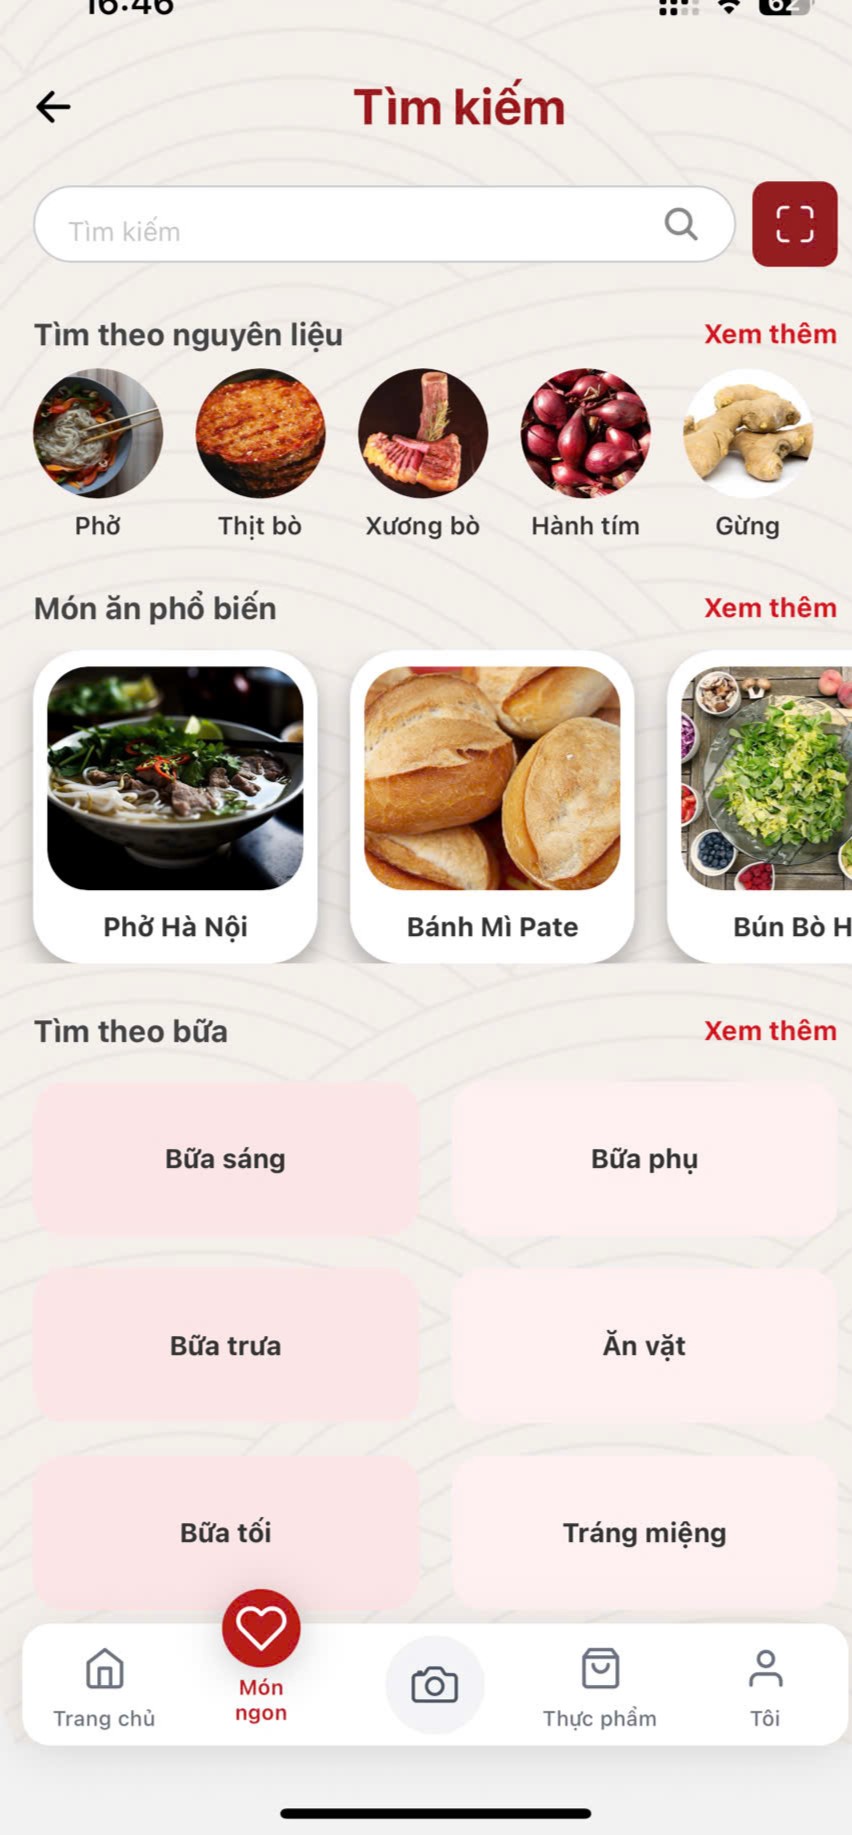 16:46
62
Tìm kiếm
Tìm kiếm
Tìm theo nguyên liệu
Xem thêm
Phở
Thịt bò
Xương bò
Hành tím
Gừng
Món ăn phổ biến
Xem thêm
Phở Hà Nội
Bánh Mì Pate
Bún Bò H
Tìm theo bữa
Xem thêm
Bữa sáng
Bữa phụ
Bữa trưa
Ăn vặt
Bữa tối
Tráng miệng
Trang chủ
Món
ngon
Thực phẩm
Tôi